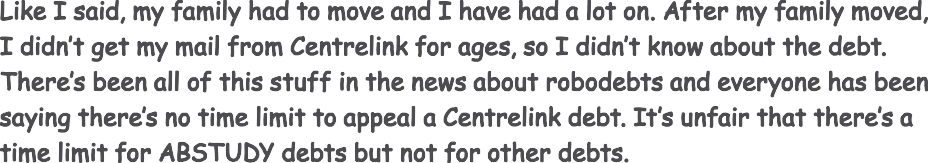 Like I said, my family had to move and I have had a lot on. After my family moved,
I didn’t get my mail from Centrelink for ages, so I didn’t know about the debt.
There’s been all of this stuff in the news about robodebts and everyone has been
saying there’s no time limit to appeal a Centrelink debt. It’s unfair that there’s a
time limit for ABSTUDY debts but not for other debts.